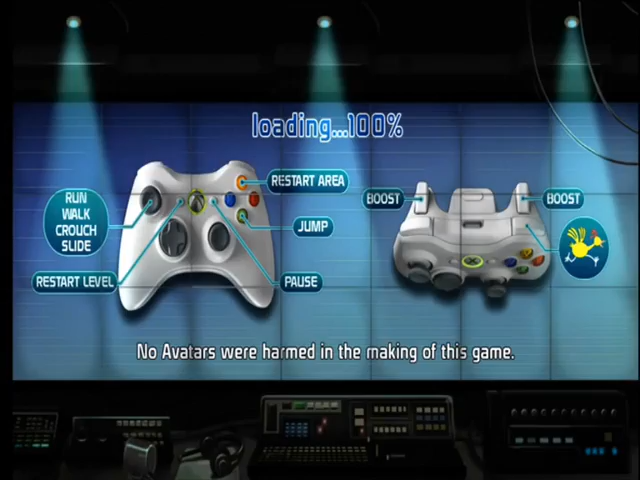 loading...100%
RESTART AREA
RUN
WALK
CROUCH
SLIDE
JUMP
RESTART LEVEL
PAUSE
BOOST
BOOST
No Avatars were harmed in the making of this game.